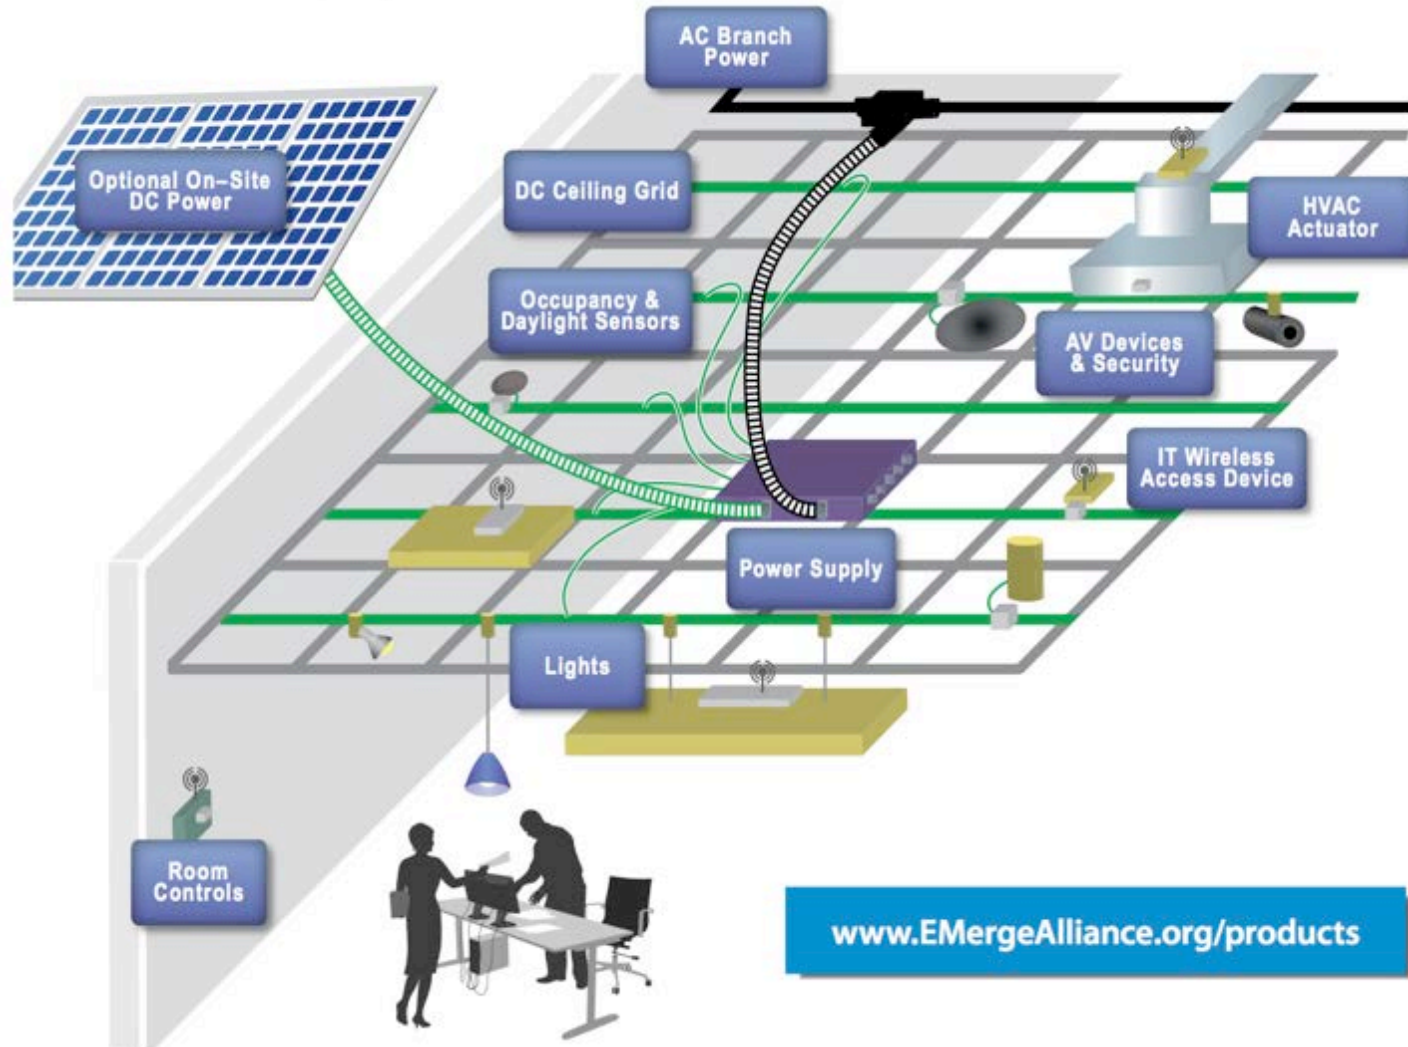 AC Branch
Power
Optional On–Site
DC Power
DC Ceiling Grid
HVAC
Actuator
Occupancy &
Daylight Sensors
AV Devices
& Security
IT Wireless
Access Device
Power Supply
Lights
Room
Controls
www.EMergeAlliance.org/products